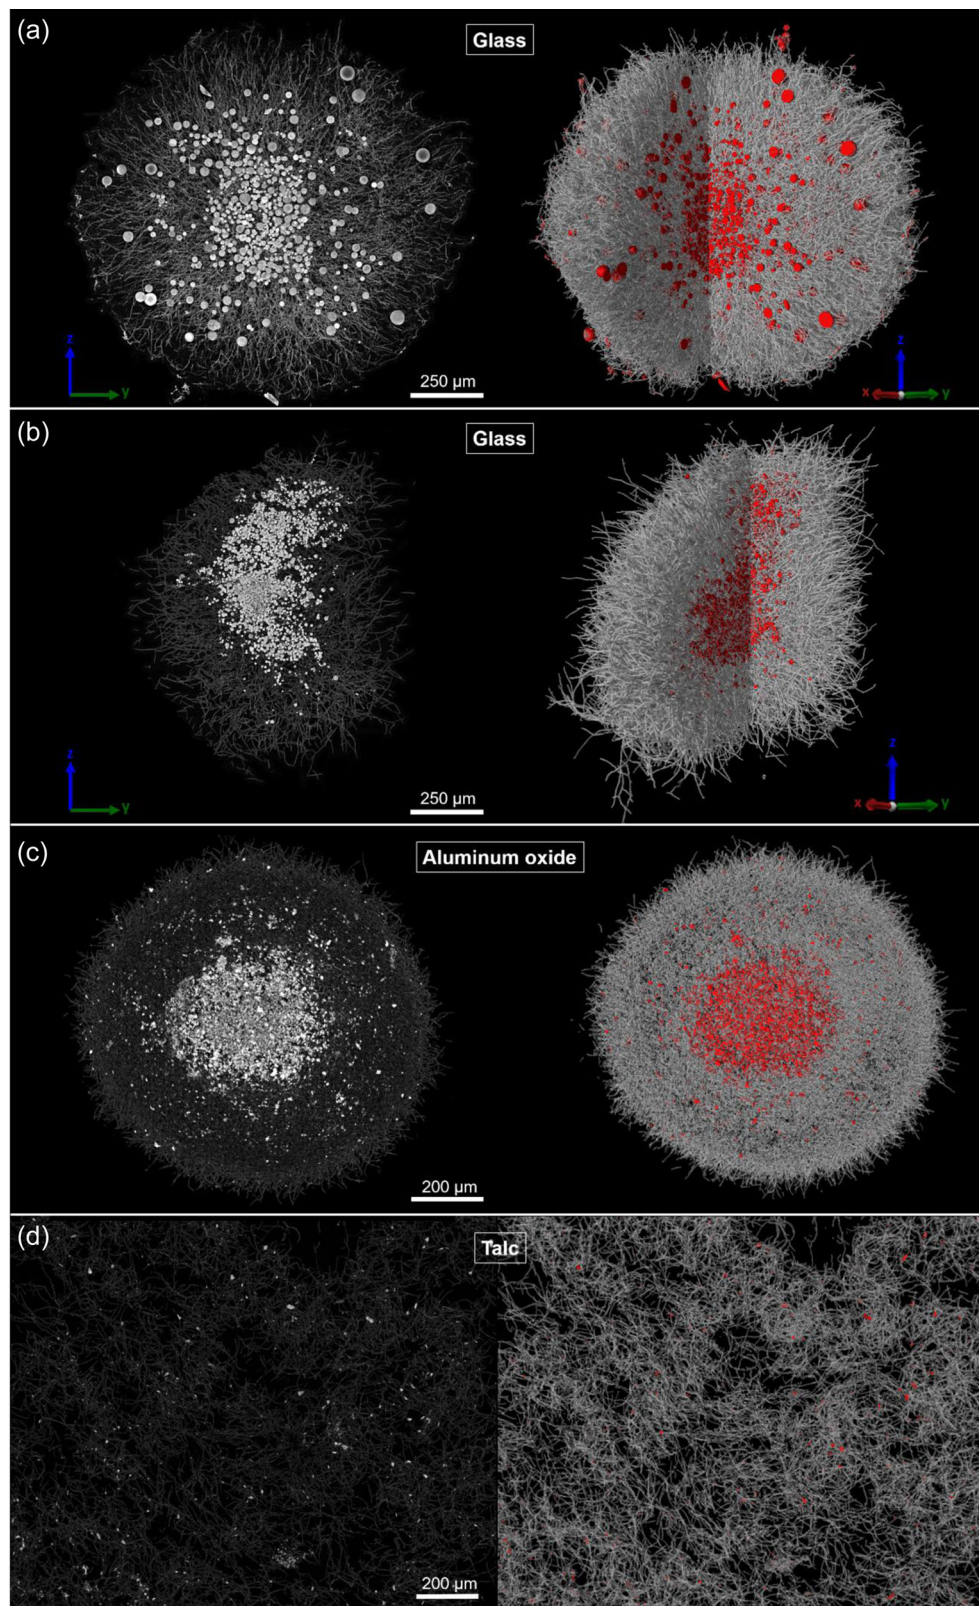 (a)
Glass
z
y
250 µm
z
x
y
(b)
Glass
z
y
250 µm
z
x
y
(c)
Aluminum oxide
200 µm
(d)
Talc
200 µm